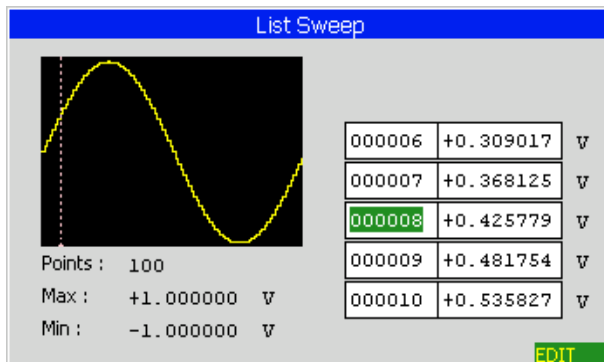 List Sweep
000006 +0.309017 V
000007 +0.368125 V
000008 +0.425779 V
000009 +0.481754 V
000010 +0.535827 V
Points : 100
Max : +1.000000 V
Min : -1.000000 V
EDIT